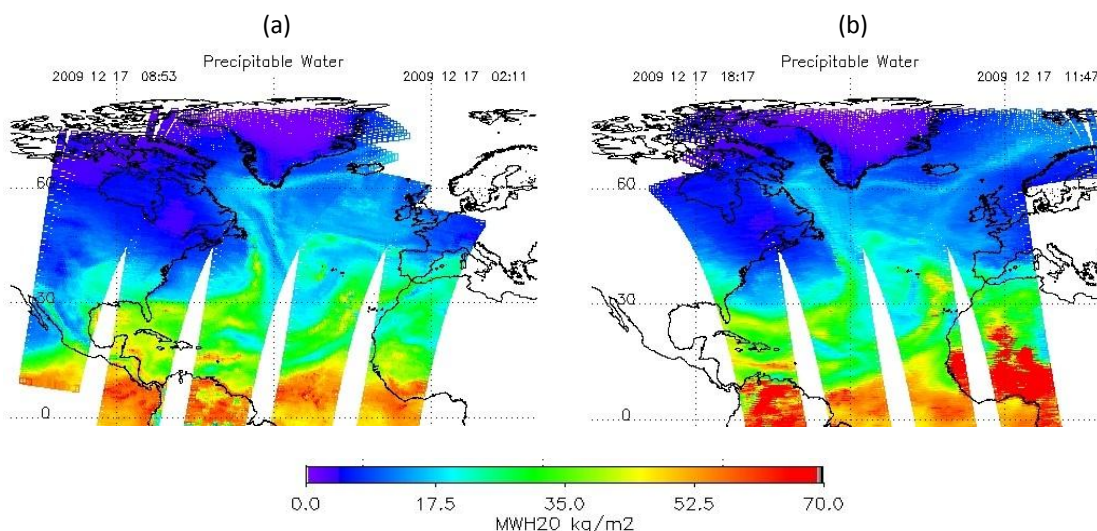 (a)
Precipitable Water
2009 12 17 08:53
2009 12 17 02:11
60
30
0
(b)
Precipitable Water
2009 12 17 18:17
2009 12 17 11:47
60
30
0
0.0 17.5 35.0 52.5 70.0
MWH2O kg/m2